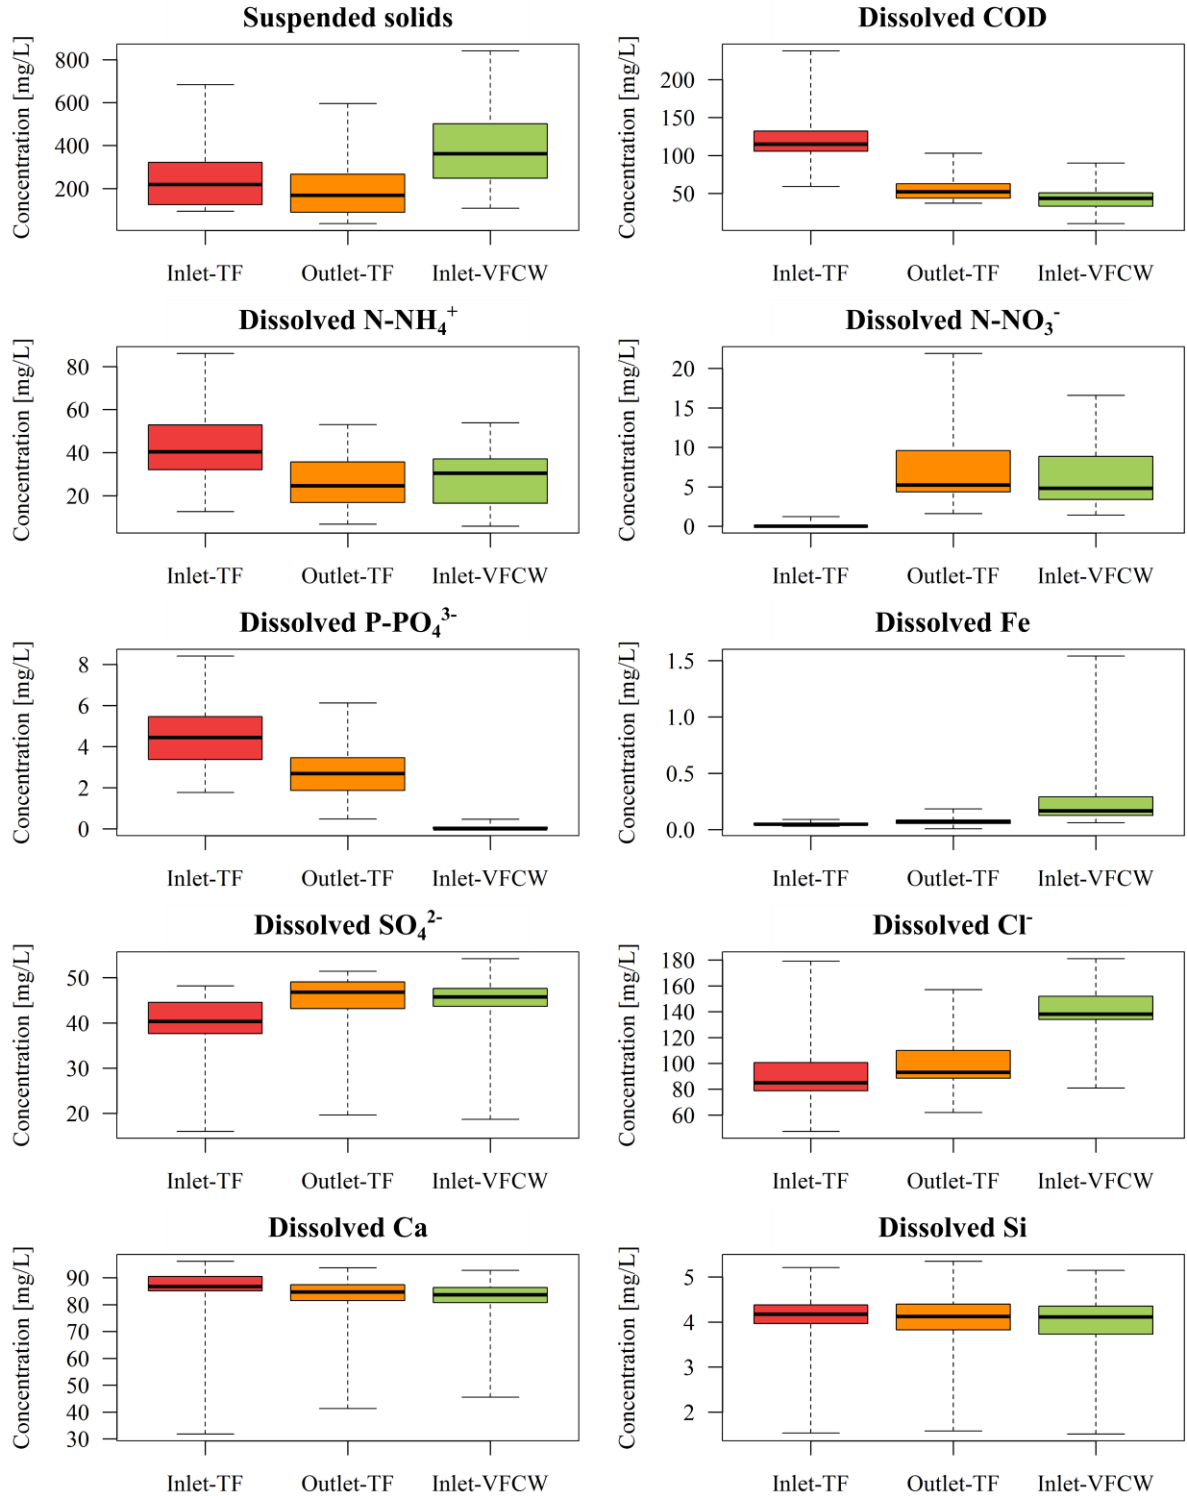 Suspended solids
Concentration [mg/L]
800
600
400
200
Inlet-TF Outlet-TF Inlet-VFCW
Dissolved COD
Concentration [mg/L]
200
150
100
50
Inlet-TF Outlet-TF Inlet-VFCW
Dissolved N-NH₄⁺
Concentration [mg/L]
80
60
40
20
Inlet-TF Outlet-TF Inlet-VFCW
Dissolved N-NO₃⁻
Concentration [mg/L]
20
15
10
5
0
Inlet-TF Outlet-TF Inlet-VFCW
Dissolved P-PO₄³⁻
Concentration [mg/L]
8
6
4
2
0
Inlet-TF Outlet-TF Inlet-VFCW
Dissolved Fe
Concentration [mg/L]
1.5
1.0
0.5
0.0
Inlet-TF Outlet-TF Inlet-VFCW
Dissolved SO₄²⁻
Concentration [mg/L]
50
40
30
20
Inlet-TF Outlet-TF Inlet-VFCW
Dissolved Cl⁻
Concentration [mg/L]
180
160
140
120
100
80
60
Inlet-TF Outlet-TF Inlet-VFCW
Dissolved Ca
Concentration [mg/L]
90
80
70
60
50
40
30
Inlet-TF Outlet-TF Inlet-VFCW
Dissolved Si
Concentration [mg/L]
5
4
3
2
Inlet-TF Outlet-TF Inlet-VFCW